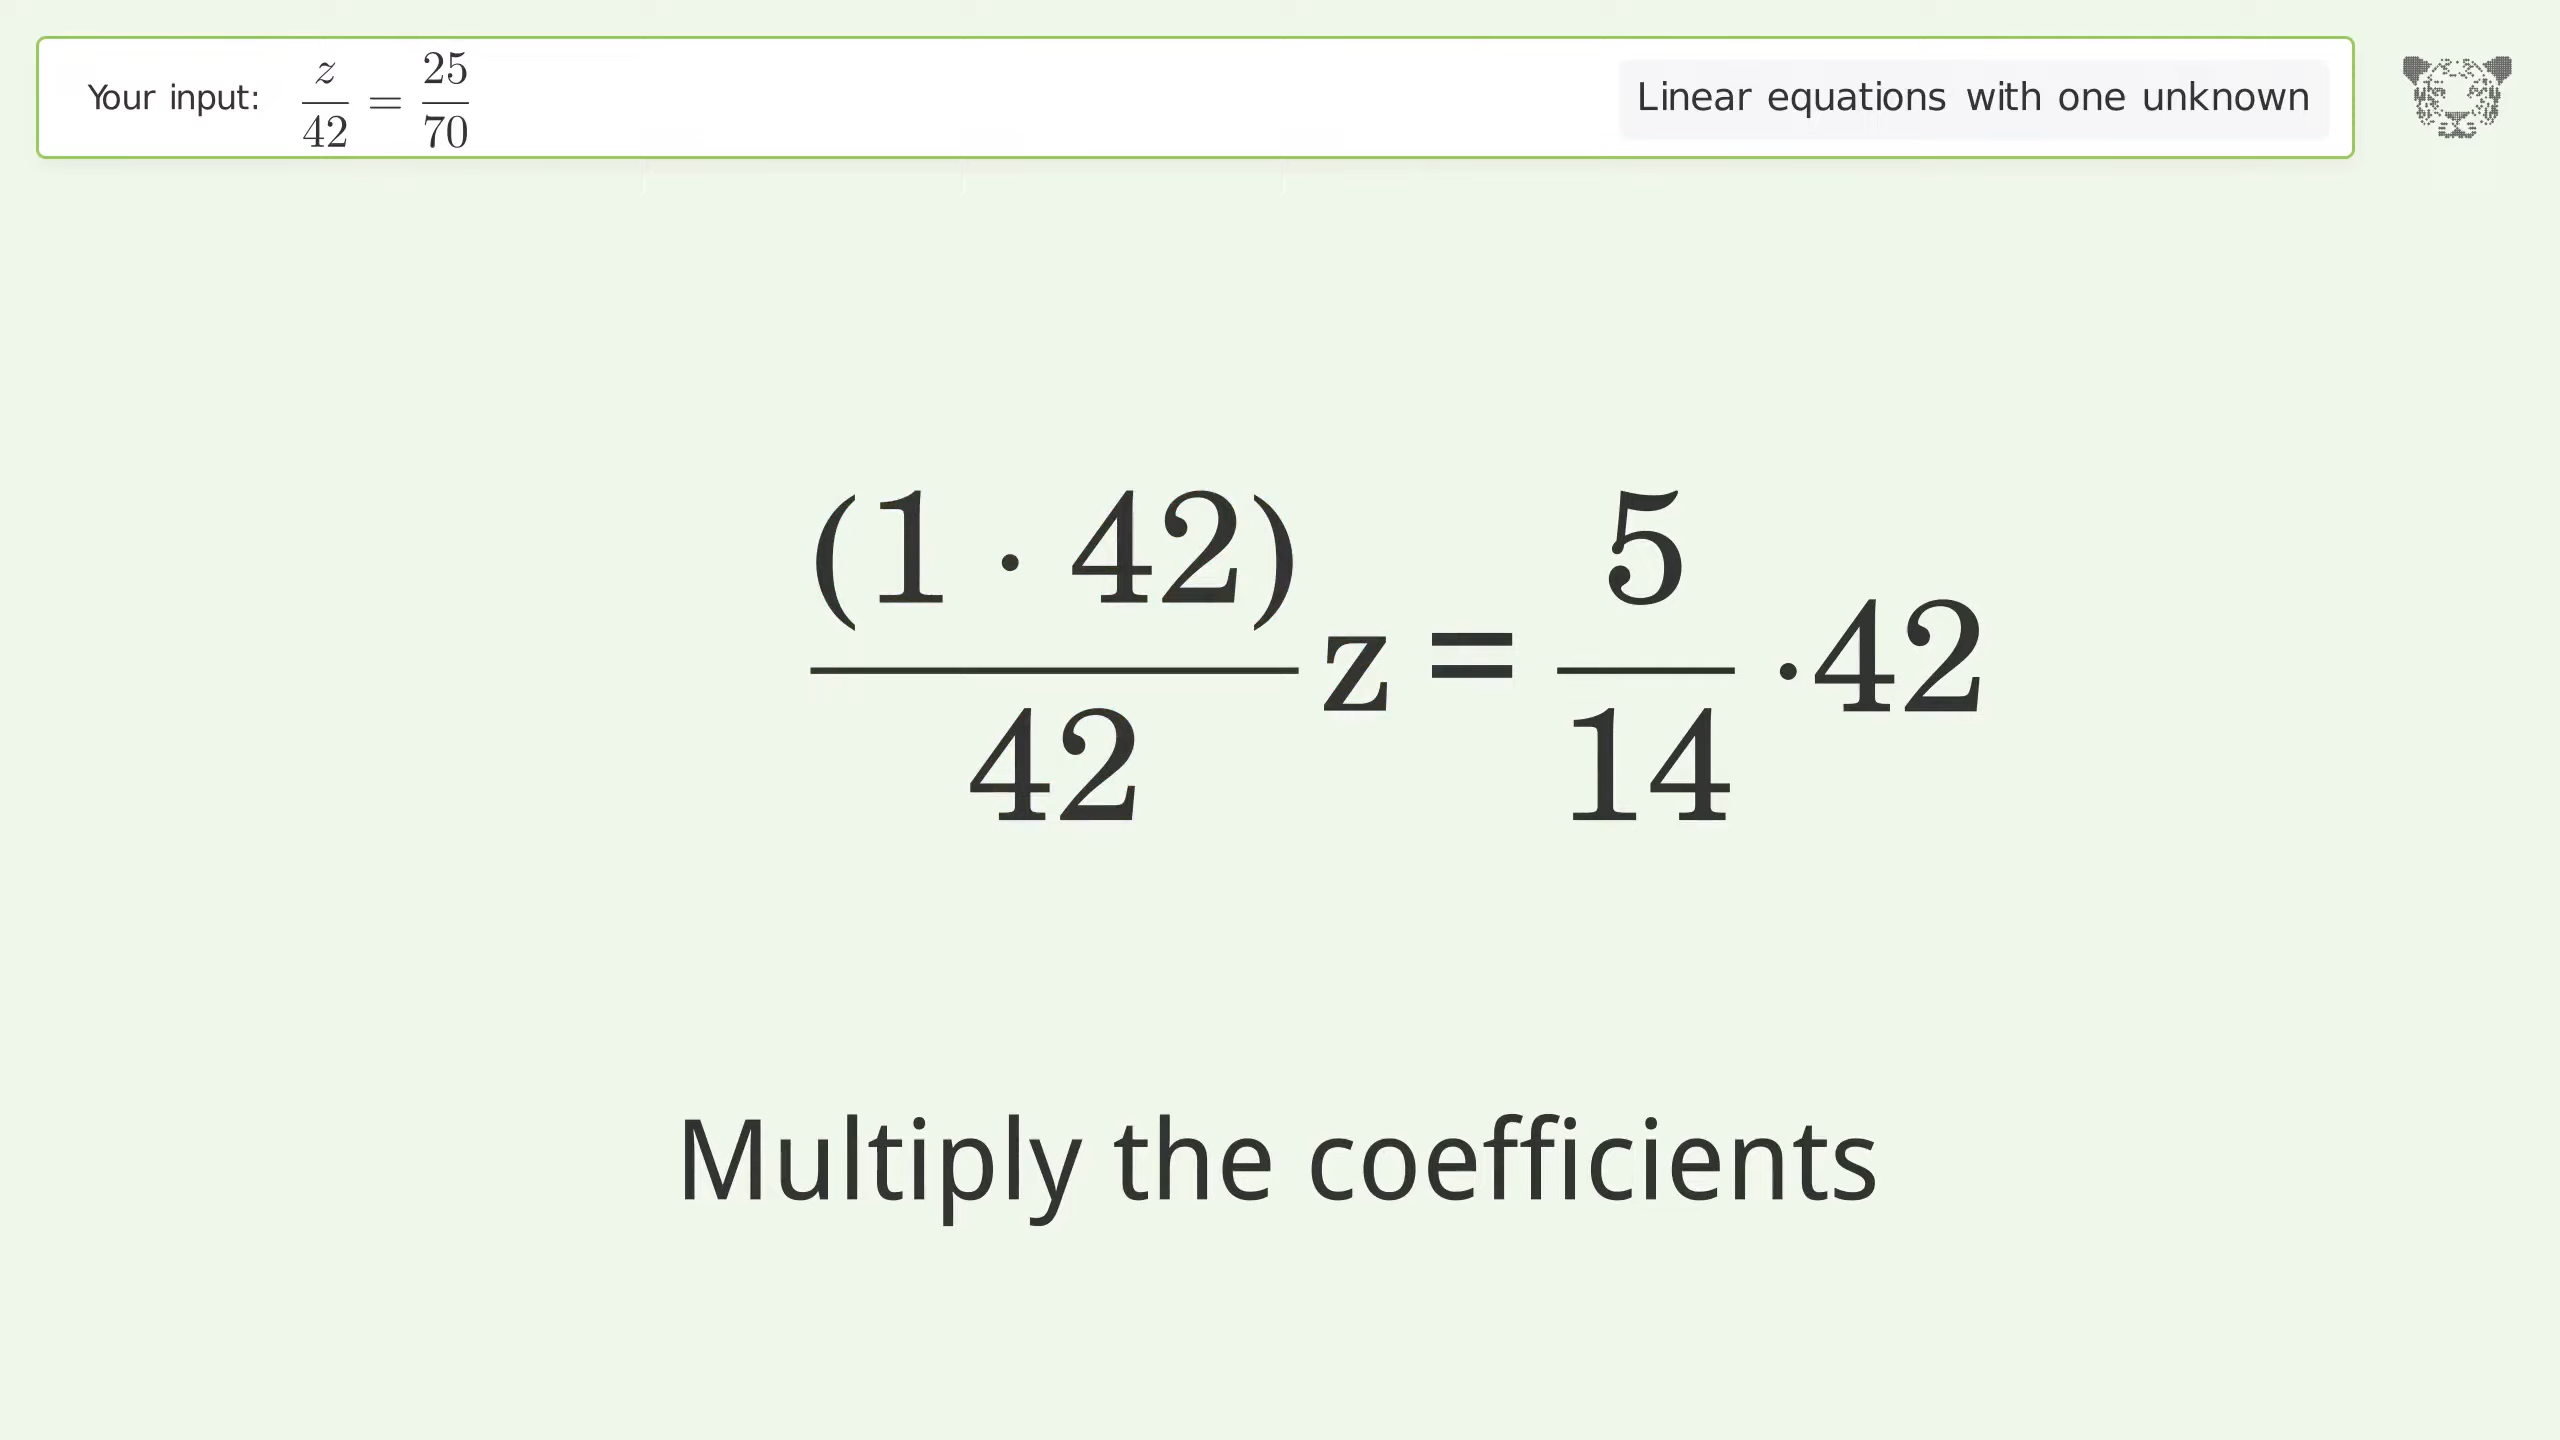 Your input: z/42 = 25/70
Linear equations with one unknown
(1 · 42)/42 z = 5/14 · 42
Multiply the coefficients